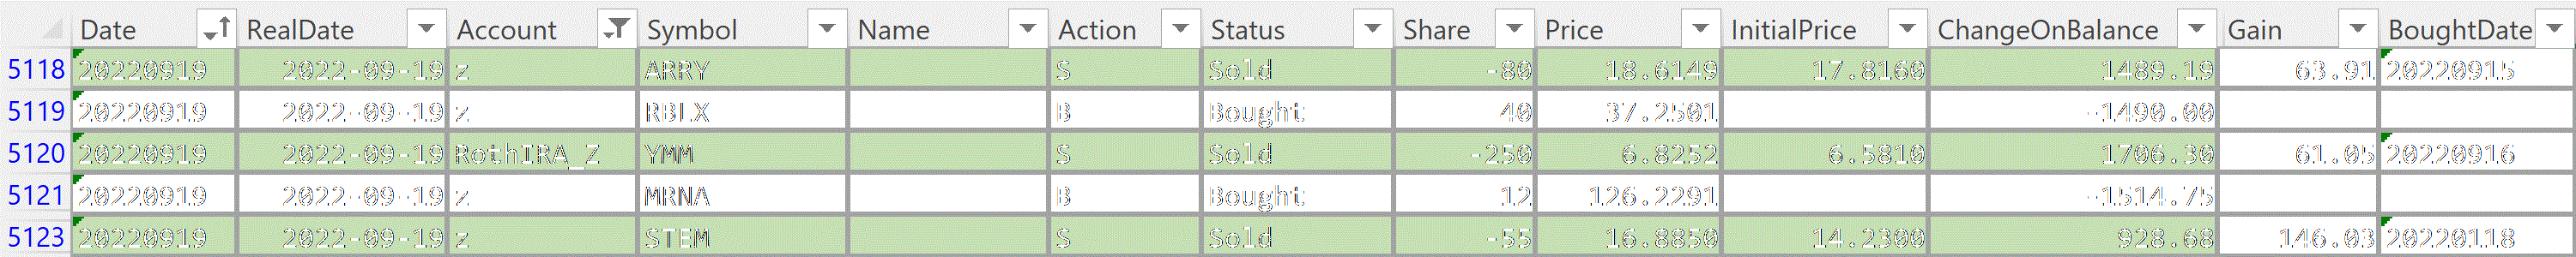 Date RealDate Account Symbol Name Action Status Share Price InitialPrice ChangeOnBalance Gain BoughtDate
5118 20220919 2022-09-19 z ARRY S Sold -80 18.6149 17.8160 1489.19 63.91 20220915
5119 20220919 2022-09-19 z RBLX B Bought 40 37.2501 -1490.00
5120 20220919 2022-09-19 RothIRA_Z YMM S Sold -250 6.8252 6.5810 1706.30 61.05 20220916
5121 20220919 2022-09-19 z MRNA B Bought 12 126.2291 -1514.75
5123 20220919 2022-09-19 z STEM S Sold -55 16.8850 14.2300 928.68 146.03 20220118